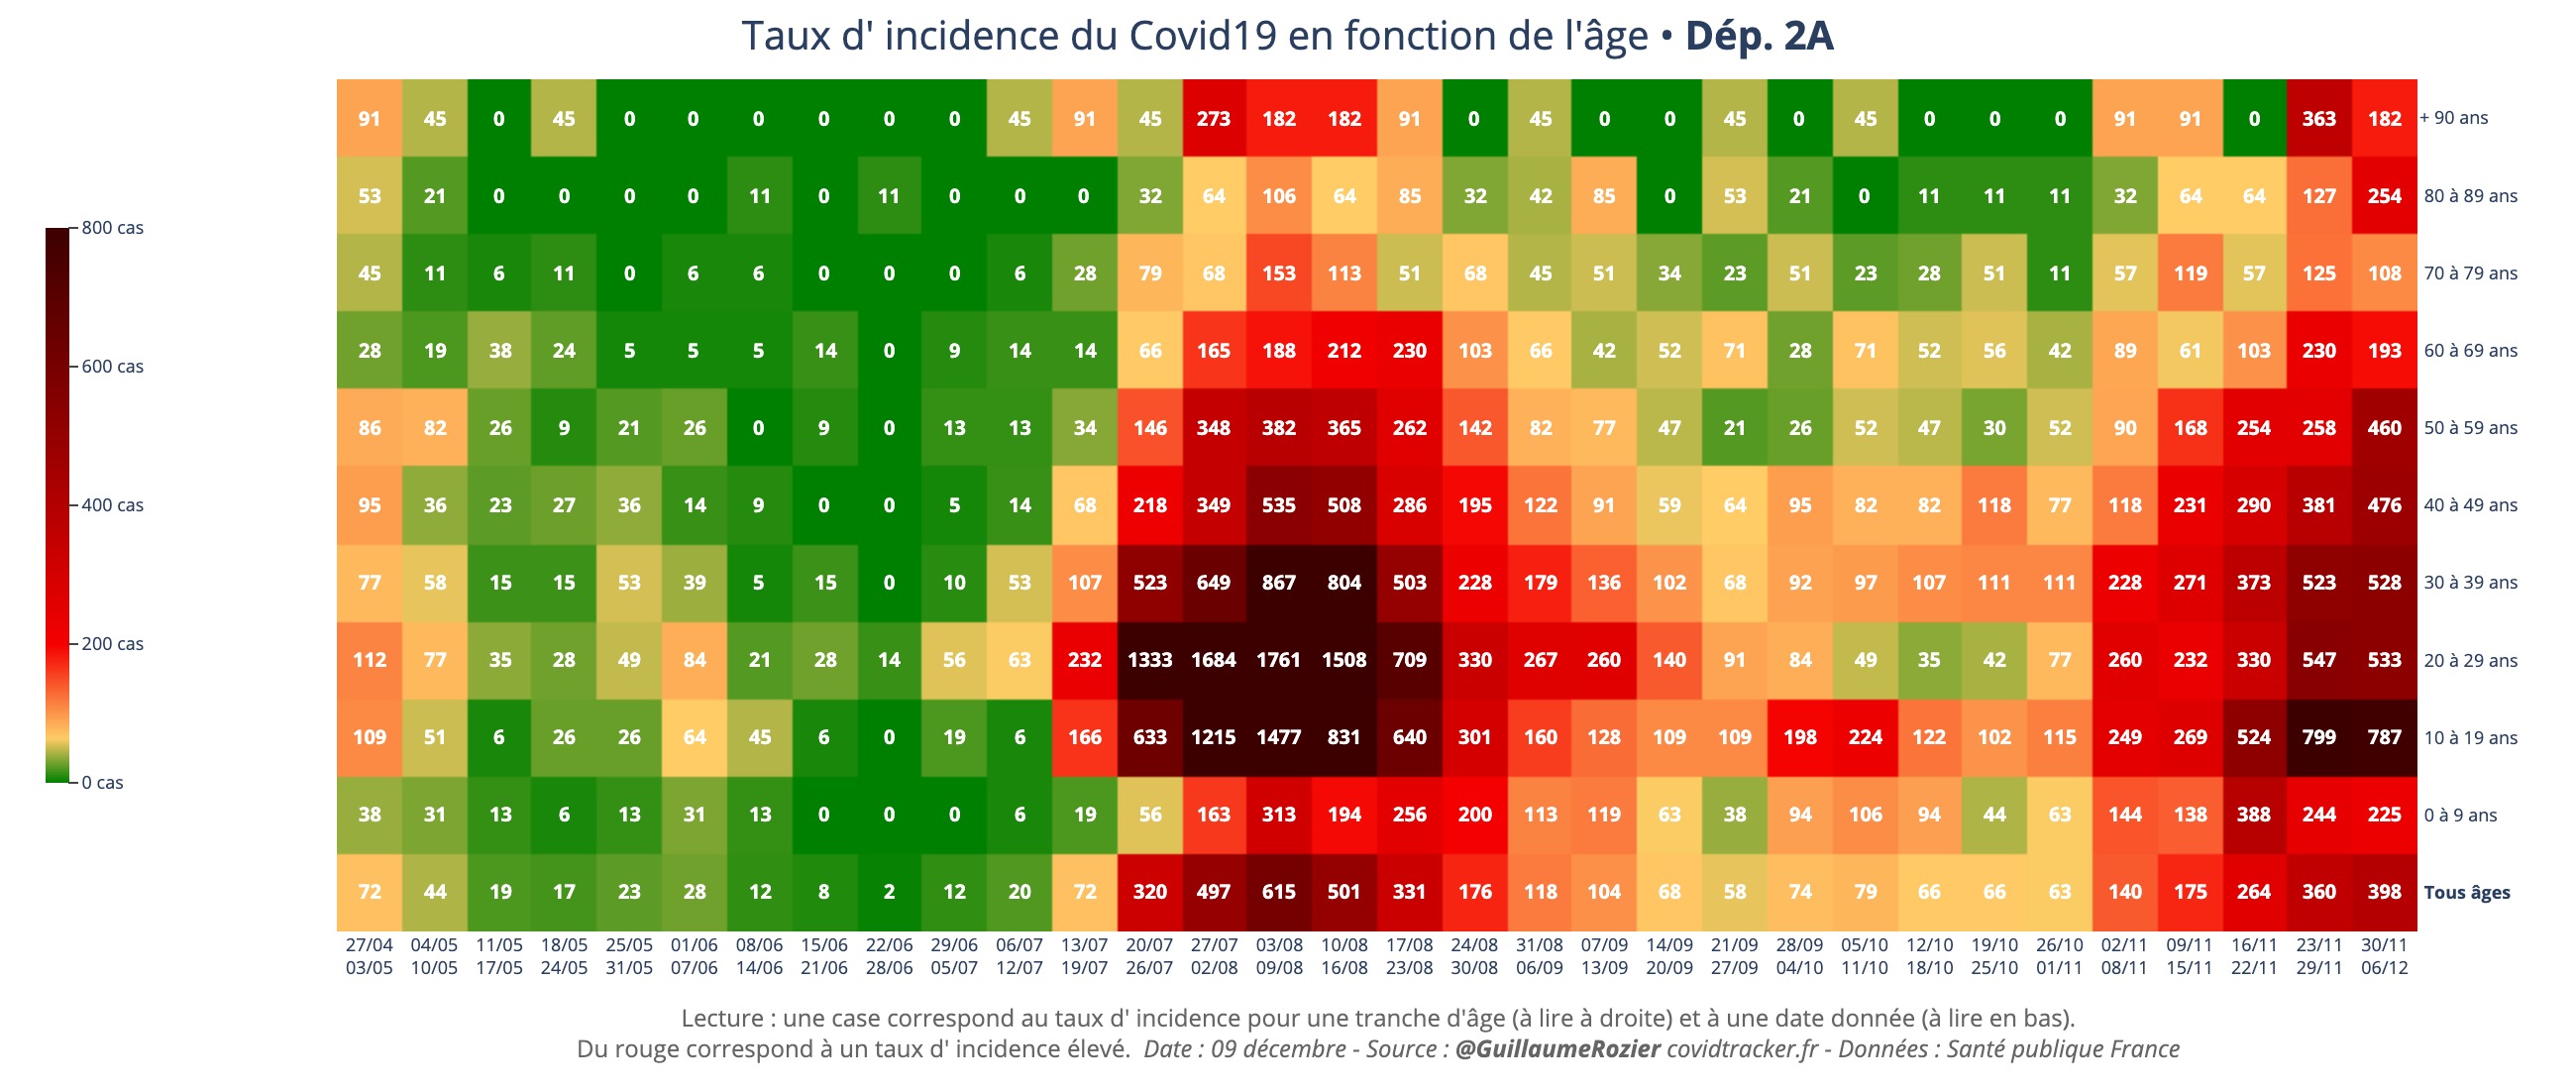 Taux d' incidence du Covid19 en fonction de l'âge • Dép. 2A
800 cas
600 cas
400 cas
200 cas
0 cas
91 45 0 45 0 0 0 0 0 0 45 91 45 273 182 182 91 0 45 0 0 45 0 45 0 0 0 91 91 0 363 182 + 90 ans
53 21 0 0 0 0 11 0 11 0 0 0 32 64 106 64 85 32 42 85 0 53 21 0 11 11 11 32 64 64 127 254 80 à 89 ans
45 11 6 11 0 6 6 0 0 0 6 28 79 68 153 113 51 68 45 51 34 23 51 23 28 51 11 57 119 57 125 108 70 à 79 ans
28 19 38 24 5 5 5 14 0 9 14 14 66 165 188 212 230 103 66 42 52 71 28 71 52 56 42 89 61 103 230 193 60 à 69 ans
86 82 26 9 21 26 0 9 0 13 13 34 146 348 382 365 262 142 82 77 47 21 26 52 47 30 52 90 168 254 258 460 50 à 59 ans
95 36 23 27 36 14 9 0 0 5 14 68 218 349 535 508 286 195 122 91 59 64 95 82 82 118 77 118 231 290 381 476 40 à 49 ans
77 58 15 15 53 39 5 15 0 10 53 107 523 649 867 804 503 228 179 136 102 68 92 97 107 111 111 228 271 373 523 528 30 à 39 ans
112 77 35 28 49 84 21 28 14 56 63 232 1333 1684 1761 1508 709 330 267 260 140 91 84 49 35 42 77 260 232 330 547 533 20 à 29 ans
109 51 6 26 26 64 45 6 0 19 6 166 633 1215 1477 831 640 301 160 128 109 109 198 224 122 102 115 249 269 524 799 787 10 à 19 ans
38 31 13 6 13 31 13 0 0 0 6 19 56 163 313 194 256 200 113 119 63 38 94 106 94 44 63 144 138 388 244 225 0 à 9 ans
72 44 19 17 23 28 12 8 2 12 20 72 320 497 615 501 331 176 118 104 68 58 74 79 66 66 63 140 175 264 360 398 Tous âges
27/04 04/05 11/05 18/05 25/05 01/06 08/06 15/06 22/06 29/06 06/07 13/07 20/07 27/07 03/08 10/08 17/08 24/08 31/08 07/09 14/09 21/09 28/09 05/10 12/10 19/10 26/10 02/11 09/11 16/11 23/11 30/11
03/05 10/05 17/05 24/05 31/05 07/06 14/06 21/06 28/06 05/07 12/07 19/07 26/07 02/08 09/08 16/08 23/08 30/08 06/09 13/09 20/09 27/09 04/10 11/10 18/10 25/10 01/11 08/11 15/11 22/11 29/11 06/12
Lecture : une case correspond au taux d' incidence pour une tranche d'âge (à lire à droite) et à une date donnée (à lire en bas).
Du rouge correspond à un taux d' incidence élevé. Date : 09 décembre - Source : @GuillaumeRozier covidtracker.fr - Données : Santé publique France